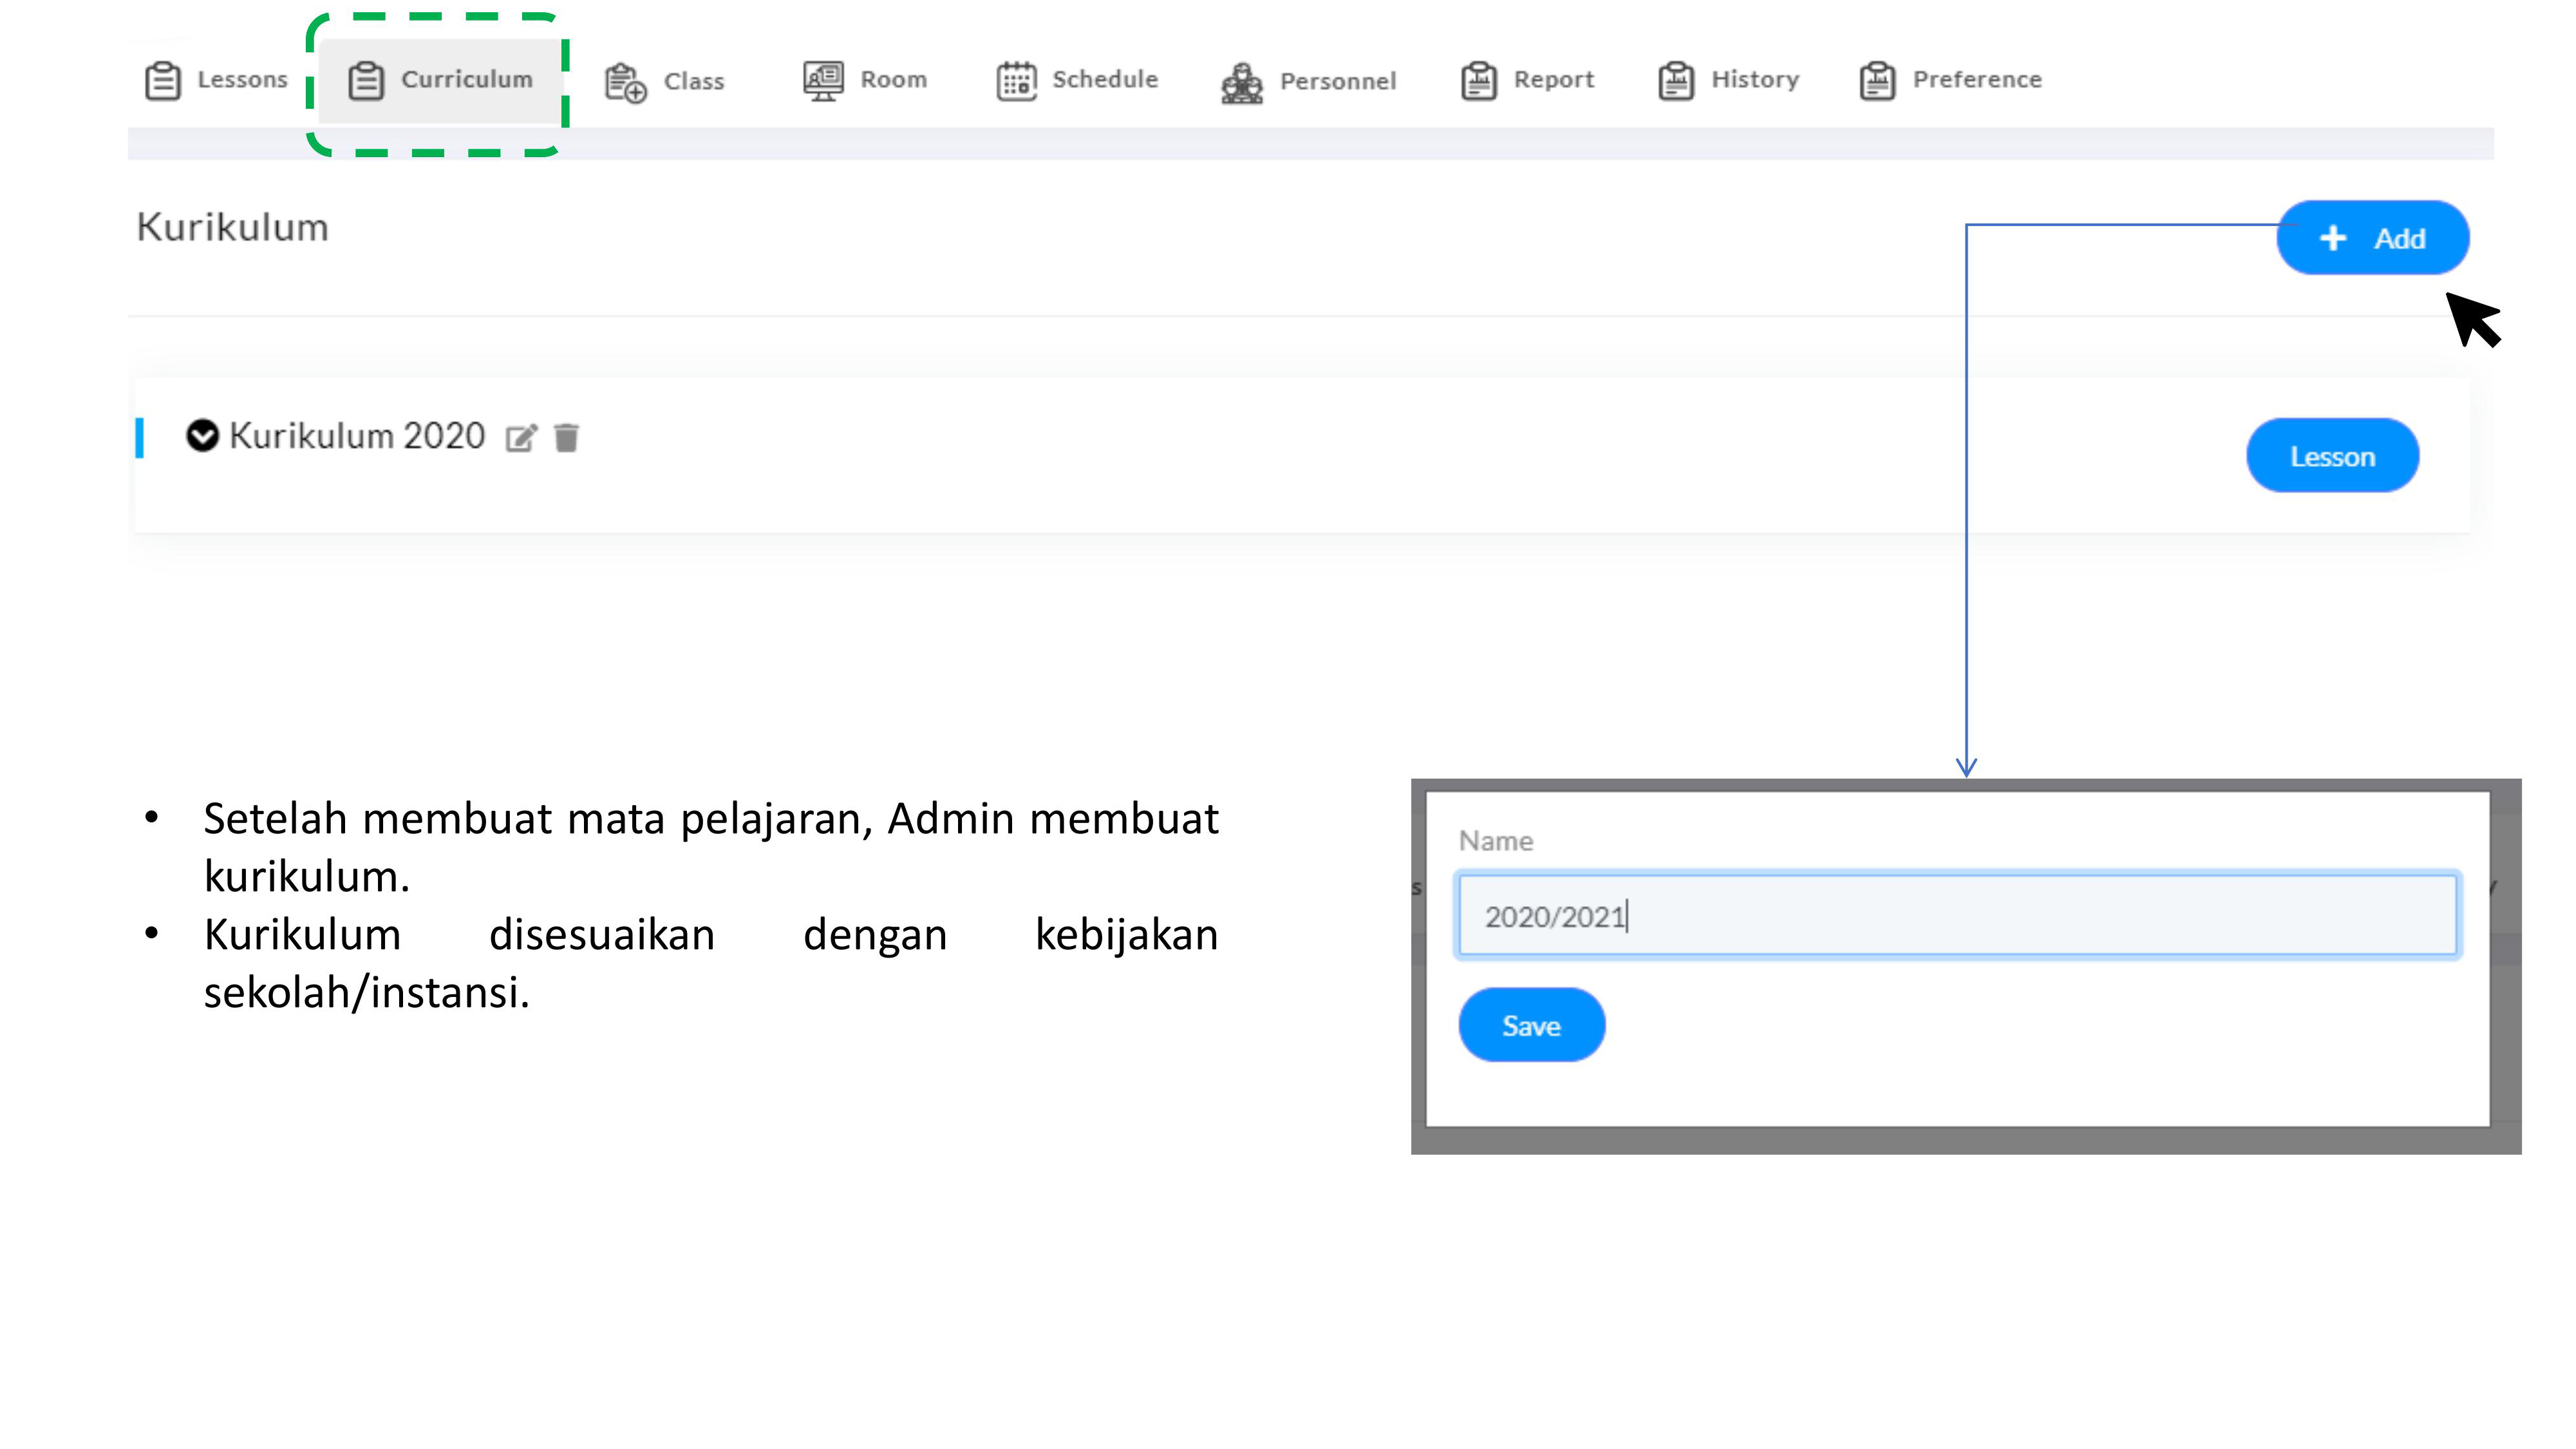 Lessons Curriculum Class Room Schedule Personnel Report History Preference
Kurikulum
+ Add
Kurikulum 2020
Lesson
• Setelah membuat mata pelajaran, Admin membuat
kurikulum.
• Kurikulum disesuaikan dengan kebijakan
sekolah/instansi.
Name
2020/2021
Save